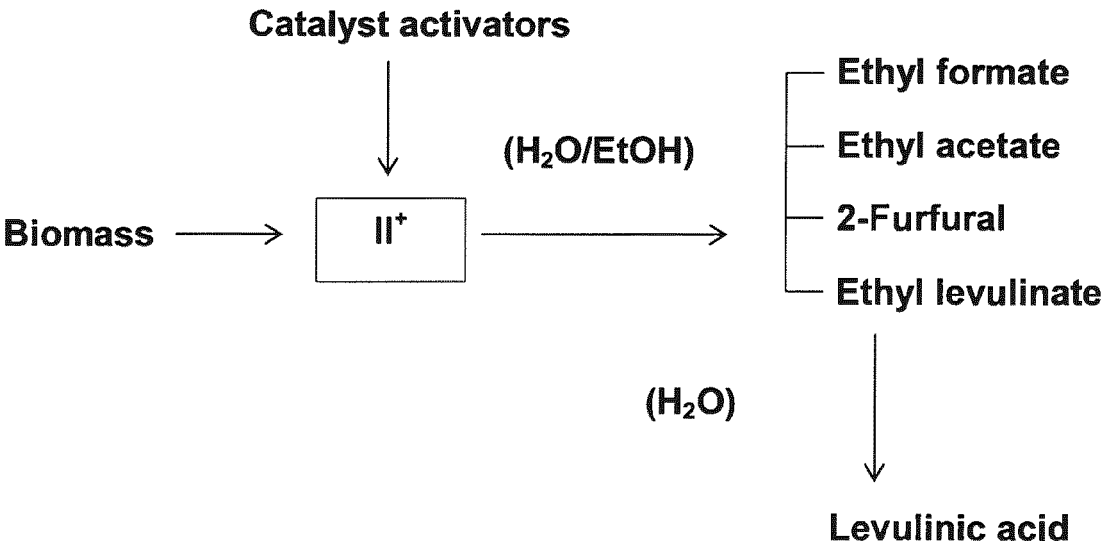 Catalyst activators
Ethyl formate
(H₂O/EtOH)
Ethyl acetate
Biomass
II⁺
2-Furfural
Ethyl levulinate
(H₂O)
Levulinic acid